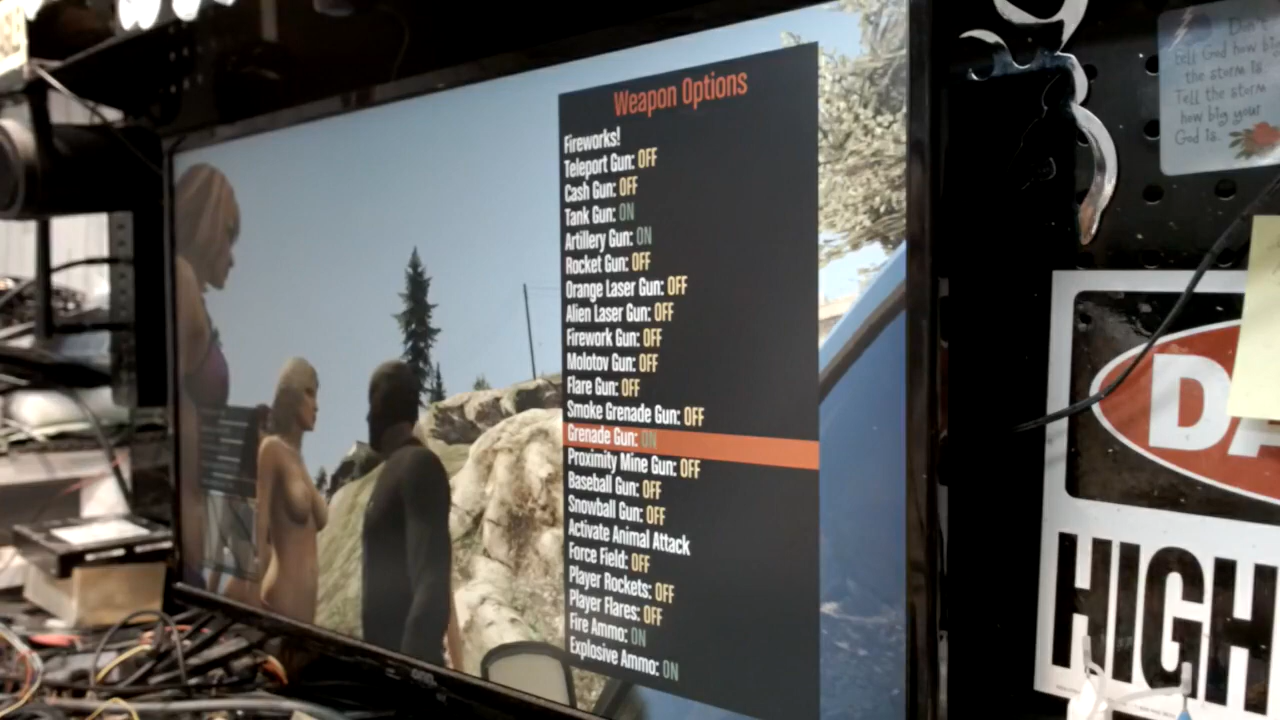 Weapon Options
Fireworks!
Teleport Gun: OFF
Cash Gun: OFF
Tank Gun: ON
Artillery Gun: ON
Rocket Gun: OFF
Orange Laser Gun: OFF
Alien Laser Gun: OFF
Firework Gun: OFF
Molotov Gun: OFF
Flare Gun: OFF
Smoke Grenade Gun: OFF
Grenade Gun: ON
Proximity Mine Gun: OFF
Baseball Gun: OFF
Snowball Gun: OFF
Activate Animal Attack
Force Field: OFF
Player Rockets: OFF
Player Flares: OFF
Fire Ammo: ON
Explosive Ammo: ON
Don't
tell God how big
the storm is.
Tell the storm
how big your
God is.
HIGH